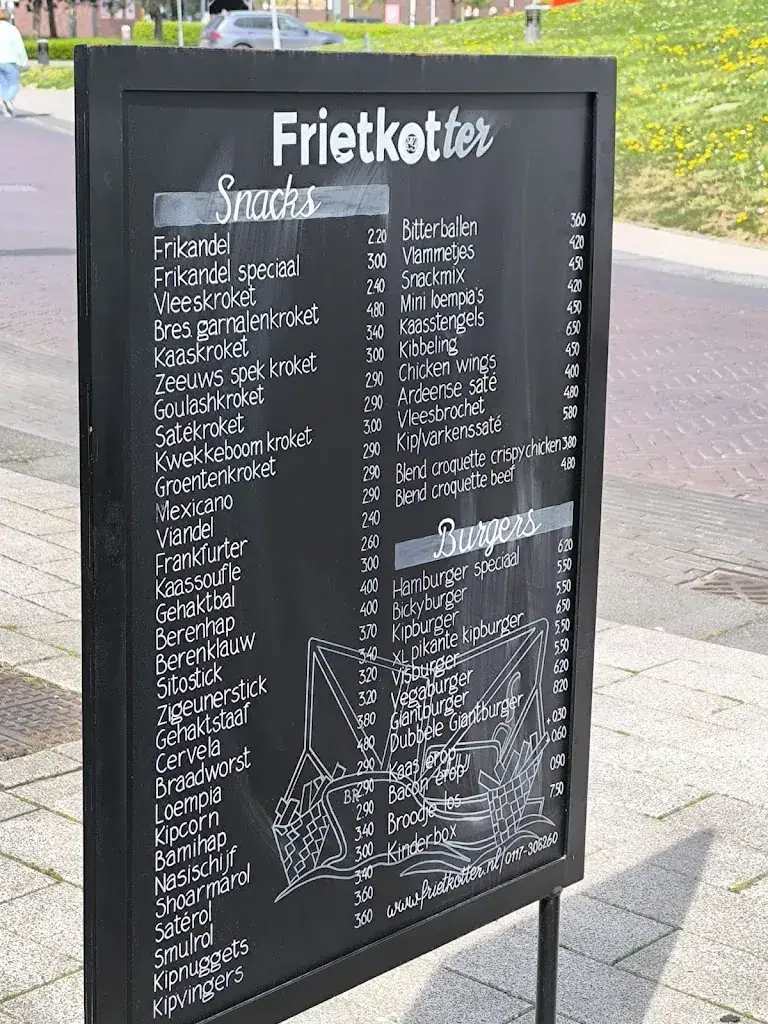 Frietkotter
Snacks
Frikandel 2.20
Frikandel speciaal 3.00
Vleeskroket 2.40
Bres. garnalenkroket 4.80
Kaaskroket 3.40
Zeeuws spek kroket 3.00
Goulashkroket 2.90
Satékroket 2.90
Kwekkeboom kroket 3.00
Groentenkroket 2.90
Mexicano 2.90
Viandel 2.90
Frankfurter 2.40
Kaassoufle 2.60
Gehaktbal 3.00
Berenhap 4.00
Berenklauw 4.00
Sitostick 3.70
Zigeunerstick 3.40
Gehaktstaaf 3.20
Cervela 3.20
Braadworst 3.80
Loempia 4.80
Kipcorn 2.90
Bamihap 2.90
Nasischijf 2.90
Shoarmarol 3.40
Satérol 3.00
Smulrol 3.40
Kipnuggets 3.60
Kipvingers 3.60
Bitterballen 3.60
Vlammetjes 4.20
Snackmix 4.50
Mini loempia's 4.20
Kaasstengels 4.50
Kibbeling 6.50
Chicken wings 4.50
Ardeense saté 4.00
Vleesbrochet 4.80
Kip/varkenssaté 5.80
Blend croquette crispy chicken 3.80
Blend croquette beef 4.80
Burgers
Hamburger speciaal 6.20
Bickyburger 5.50
Kipburger 5.50
XL pikante kipburger 6.50
Visburger 5.50
Vegaburger 5.50
Giantburger 6.20
Dubbele Giantburger 8.20
Kaas erop +0.30
Bacon erop +0.60
Broodje los 0.90
Kinderbox 7.50
www.frietkotter.nl / 0117-308260